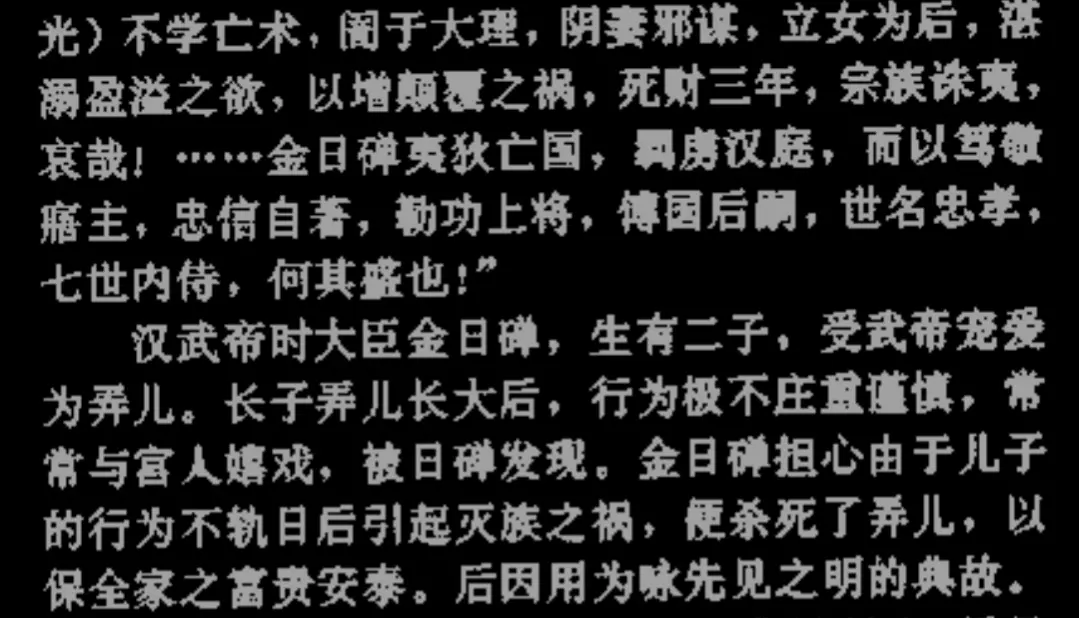 光）不学亡术，阇于大理，阴妻邪谋，立女为后，湛
溺盈溢之欲，以增颠覆之祸，死财三年，宗族诛夷，
哀哉！……金日磾夷狄亡国，羁虏汉庭，而以笃敬
寤主，忠信自著，勒功上将，传国后嗣，世名忠孝，
七世内侍，何其盛也！”
汉武帝时大臣金日磾，生有二子，受武帝宠爱
为弄儿。长子弄儿长大后，行为极不庄重谨慎，常
常与宫人嬉戏，被日磾发现。金日磾担心由于儿子
的行为不轨日后引起灭族之祸，便杀死了弄儿，以
保全家之富贵安泰。后因用为咏先见之明的典故。